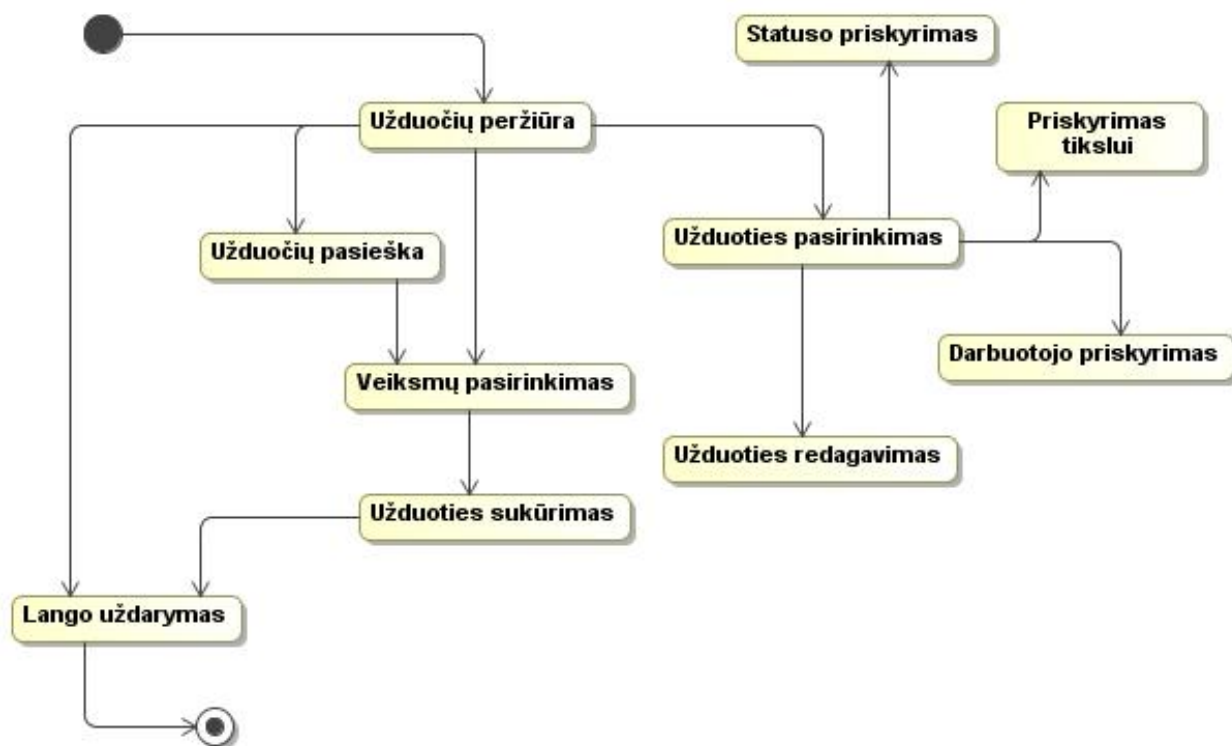 Statuso priskyrimas
Užduočių peržiūra
Priskyrimas
tikslui
Užduoties pasirinkimas
Užduočių pasieška
Darbuotojo priskyrimas
Veiksmų pasirinkimas
Užduoties redagavimas
Užduoties sukūrimas
Lango uždarymas